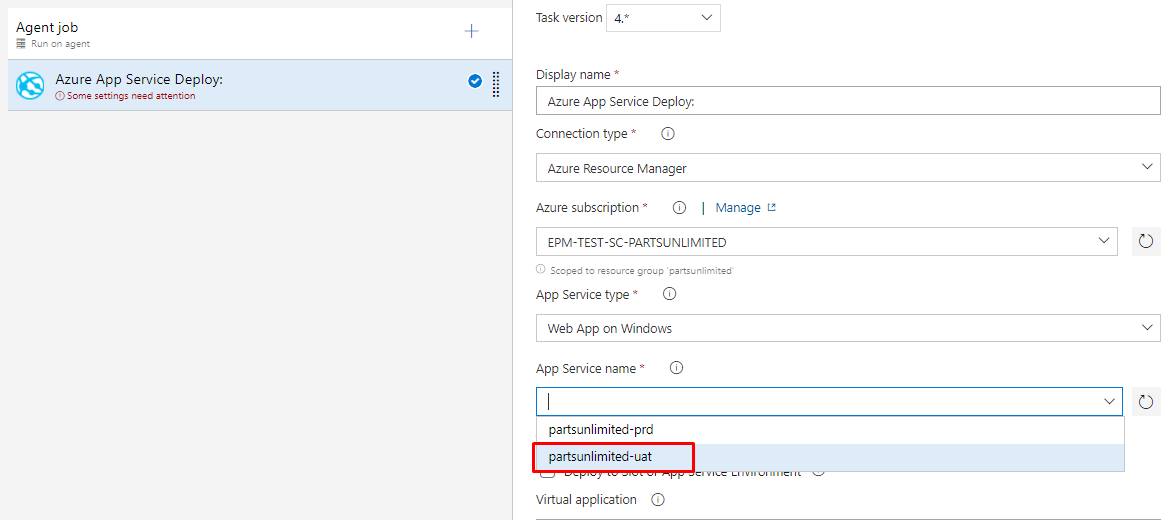 Agent job
Run on agent
Azure App Service Deploy:
Some settings need attention
Task version 4.*
Display name *
Azure App Service Deploy:
Connection type *
Azure Resource Manager
Azure subscription * | Manage
EPM-TEST-SC-PARTSUNLIMITED
Scoped to resource group 'partsunlimited'
App Service type *
Web App on Windows
App Service name *
partsunlimited-prd
partsunlimited-uat
Deploy to Slot or App Service Environment
Virtual application